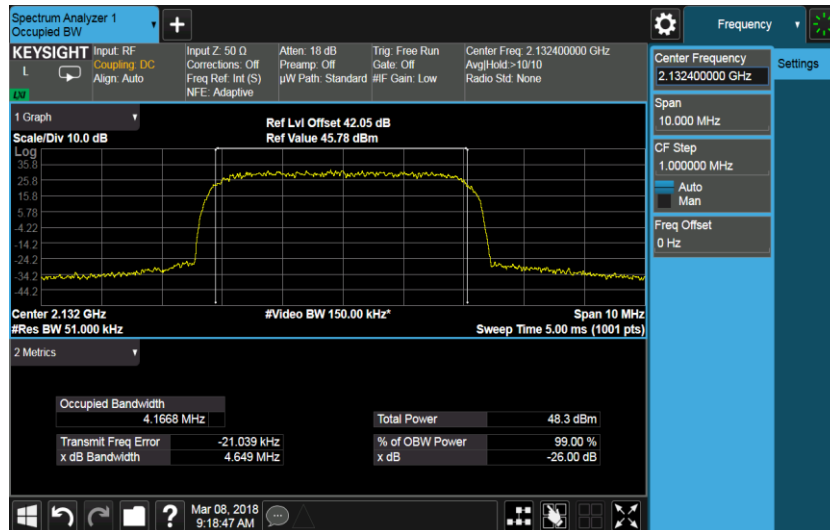 Spectrum Analyzer 1
Occupied BW
+
Frequency
KEYSIGHT
L
Input: RF
Coupling: DC
Align: Auto
Input Z: 50 Ω
Corrections: Off
Freq Ref: Int (S)
NFE: Adaptive
Atten: 18 dB
Preamp: Off
µW Path: Standard
Trig: Free Run
Gate: Off
#IF Gain: Low
Center Freq: 2.132400000 GHz
Avg|Hold:>10/10
Radio Std: None
Center Frequency
2.132400000 GHz
Settings
Span
10.000 MHz
CF Step
1.000000 MHz
Auto
Man
Freq Offset
0 Hz
1 Graph
Scale/Div 10.0 dB
Ref Lvl Offset 42.05 dB
Ref Value 45.78 dBm
Log
35.8
25.8
15.8
5.78
-4.22
-14.2
-24.2
-34.2
-44.2
Center 2.132 GHz
#Res BW 51.000 kHz
#Video BW 150.00 kHz*
Span 10 MHz
Sweep Time 5.00 ms (1001 pts)
2 Metrics
Occupied Bandwidth
4.1668 MHz
Total Power 48.3 dBm
Transmit Freq Error -21.039 kHz
% of OBW Power 99.00 %
x dB Bandwidth 4.649 MHz
x dB -26.00 dB
?
Mar 08, 2018
9:18:47 AM